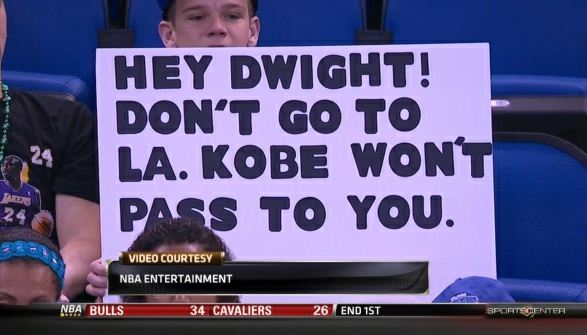 HEY DWIGHT!
DON'T GO TO
LA. KOBE WON'T
PASS TO YOU.
24
LAKERS
24
VIDEO COURTESY
NBA ENTERTAINMENT
NBA BULLS 34 CAVALIERS 26 END 1ST SPORTSCENTER